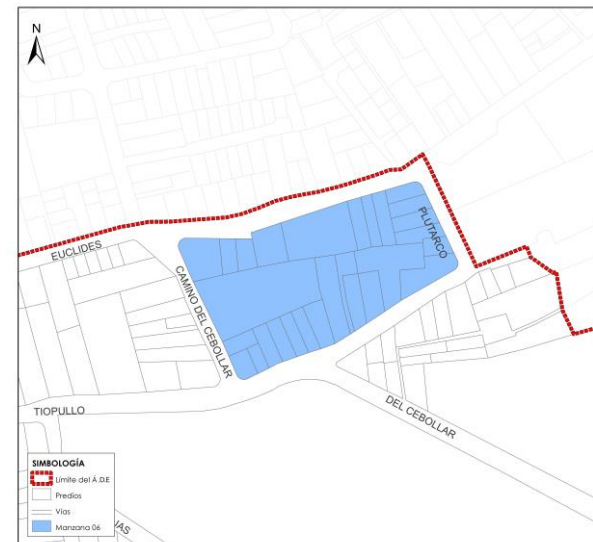 N
EUCLIDES
PLUTARCO
CAMINO DEL CEBOLLAR
TIOPULLO
DEL CEBOLLAR
SIMBOLOGÍA
Límite del Á.D.E
Predios
Vías
Manzana 06